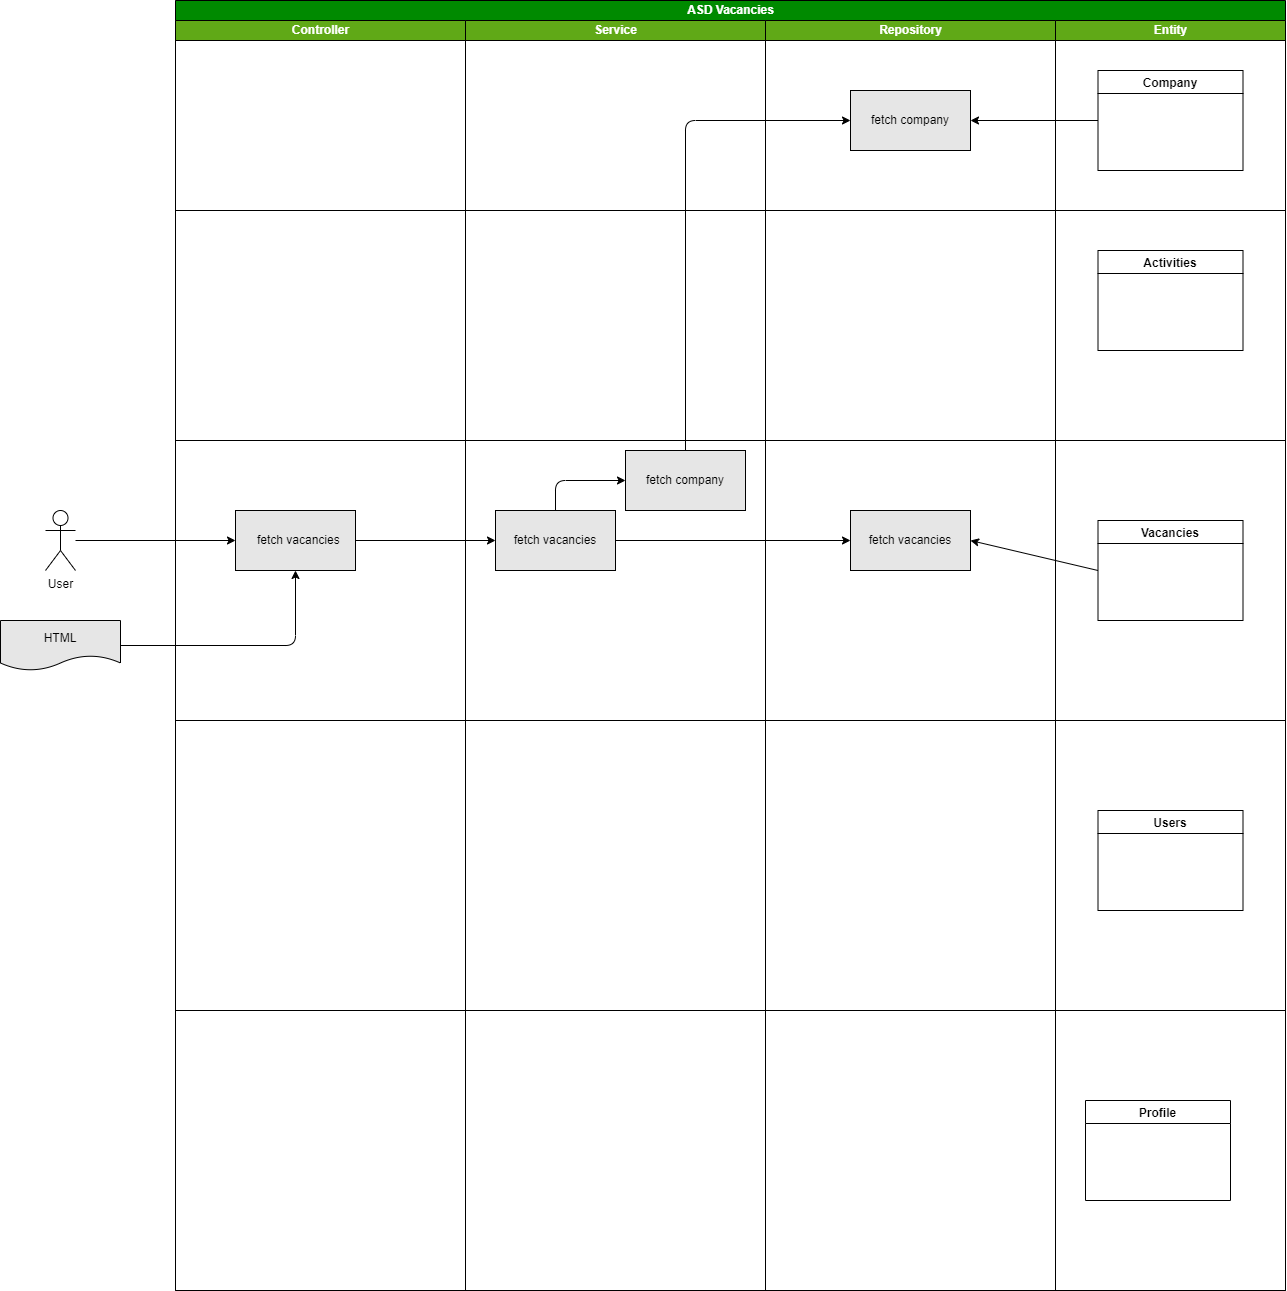 ASD Vacancies
Controller
Service
Repository
Entity
Company
fetch company
Activities
fetch company
Vacancies
fetch vacancies
fetch vacancies
fetch vacancies
User
HTML
Users
Profile